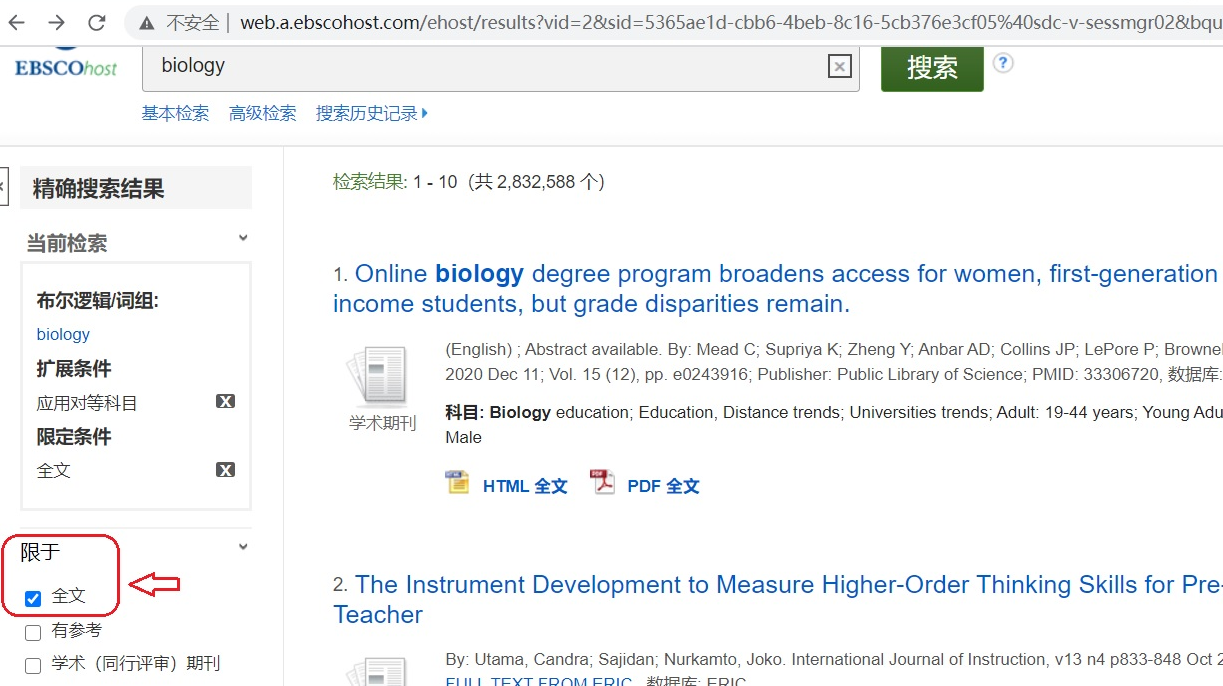 不安全 | web.a.ebscohost.com/ehost/results?vid=2&sid=5365ae1d-cbb6-4beb-8c16-5cb376e3cf05%40sdc-v-sessmgr02&bqu
EBSCOhost
biology
搜索
基本检索 高级检索 搜索历史记录
精确搜索结果
当前检索
布尔逻辑/词组:
biology
扩展条件
应用对等科目
限定条件
全文
限于
全文
有参考
学术（同行评审）期刊
检索结果: 1 - 10 (共 2,832,588 个)
1. Online biology degree program broadens access for women, first-generation
income students, but grade disparities remain.
学术期刊
(English) ; Abstract available. By: Mead C; Supriya K; Zheng Y; Anbar AD; Collins JP; LePore P; Brownel
2020 Dec 11; Vol. 15 (12), pp. e0243916; Publisher: Public Library of Science; PMID: 33306720, 数据库:
科目: Biology education; Education, Distance trends; Universities trends; Adult: 19-44 years; Young Adu
Male
HTML 全文 PDF 全文
2. The Instrument Development to Measure Higher-Order Thinking Skills for Pre-
Teacher
By: Utama, Candra; Sajidan; Nurkamto, Joko. International Journal of Instruction, v13 n4 p833-848 Oct 2
FULL TEXT FROM ERIC 数据库: ERIC